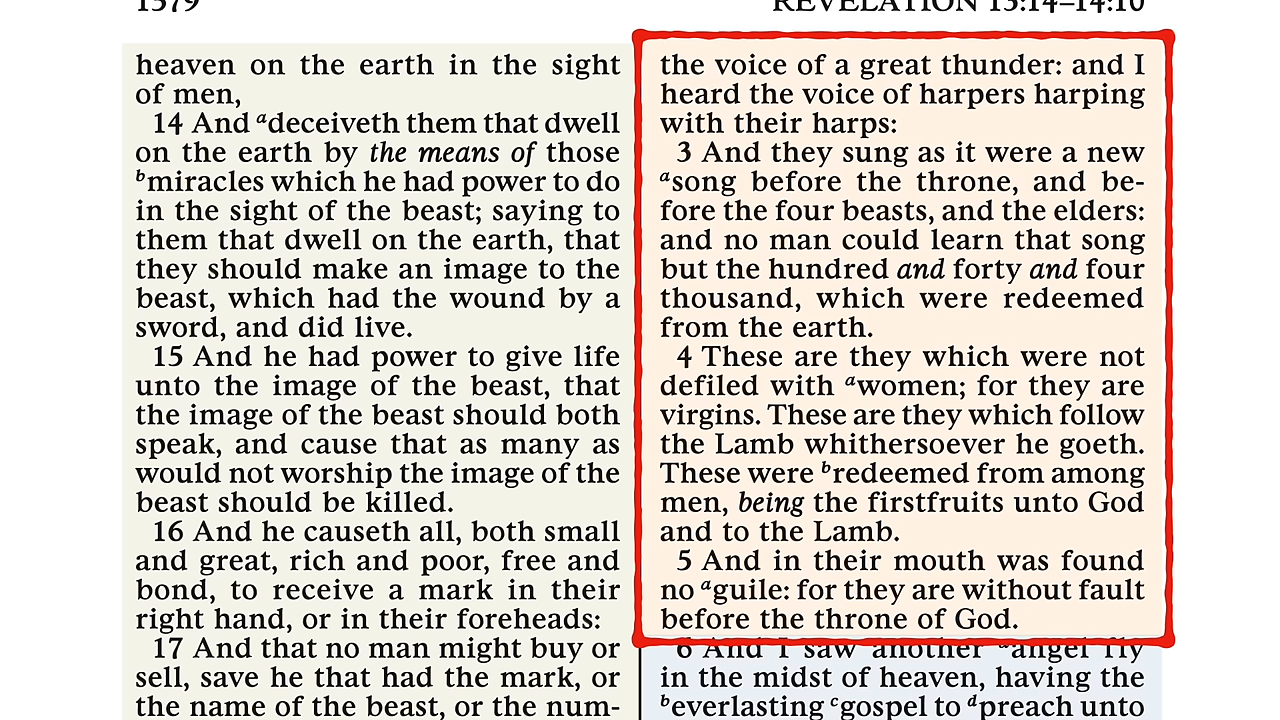 1579
REVELATION 13:14–14:10
heaven on the earth in the sight
of men,
14 And adeceiveth them that dwell
on the earth by the means of those
bmiracles which he had power to do
in the sight of the beast; saying to
them that dwell on the earth, that
they should make an image to the
beast, which had the wound by a
sword, and did live.
15 And he had power to give life
unto the image of the beast, that
the image of the beast should both
speak, and cause that as many as
would not worship the image of the
beast should be killed.
16 And he causeth all, both small
and great, rich and poor, free and
bond, to receive a mark in their
right hand, or in their foreheads:
17 And that no man might buy or
sell, save he that had the mark, or
the name of the beast, or the num-
the voice of a great thunder: and I
heard the voice of harpers harping
with their harps:
3 And they sung as it were a new
asong before the throne, and be-
fore the four beasts, and the elders:
and no man could learn that song
but the hundred and forty and four
thousand, which were redeemed
from the earth.
4 These are they which were not
defiled with awomen; for they are
virgins. These are they which follow
the Lamb whithersoever he goeth.
These were bredeemed from among
men, being the firstfruits unto God
and to the Lamb.
5 And in their mouth was found
no aguile: for they are without fault
before the throne of God.
6 And I saw another aangel fly
in the midst of heaven, having the
beverlasting cgospel to dpreach unto